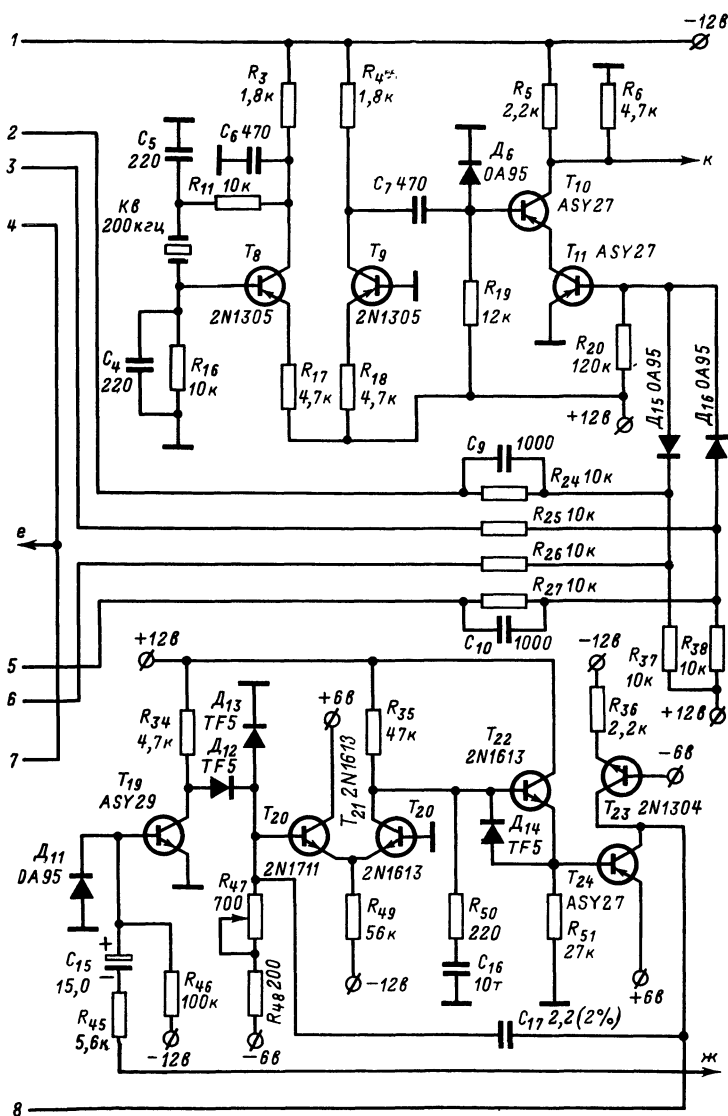 -12в
1
R3
1,8к
R4*
1,8к
R5
2,2к
R6
4,7к
2
C5
220
C6 470
Д6
OA95
к
3
R11 10к
C7 470
T10
ASY27
4
Кв
200кгц
T8
T9
T11 ASY27
2N1305
2N1305
R19
12к
C4
220
R16
10к
R17
4,7к
R18
4,7к
R20
120к
Д15 OA95
Д16 OA95
+12в
C9 1000
R24 10к
R25 10к
е
R26 10к
R27 10к
C10 1000
5
+12в
-12в
R37
10к
R38
10к
6
+6в
R36
2,2к
+12в
R34
4,7к
Д13
TF5
R35
47к
T22
2N1613
-6в
7
Д12
TF5
T19
ASY29
T20
T21 2N1613
T20
T23 2N1304
Д14
TF5
Д11
OA95
2N1711
2N1613
T24
ASY27
R47
700
R49
56к
R50
220
R51
27к
C15
15,0
+
-
R46
100к
R48 200
-12в
C16
10т
+6в
R45
5,6к
C17 2,2(2%)
-12в
-6в
ж
8